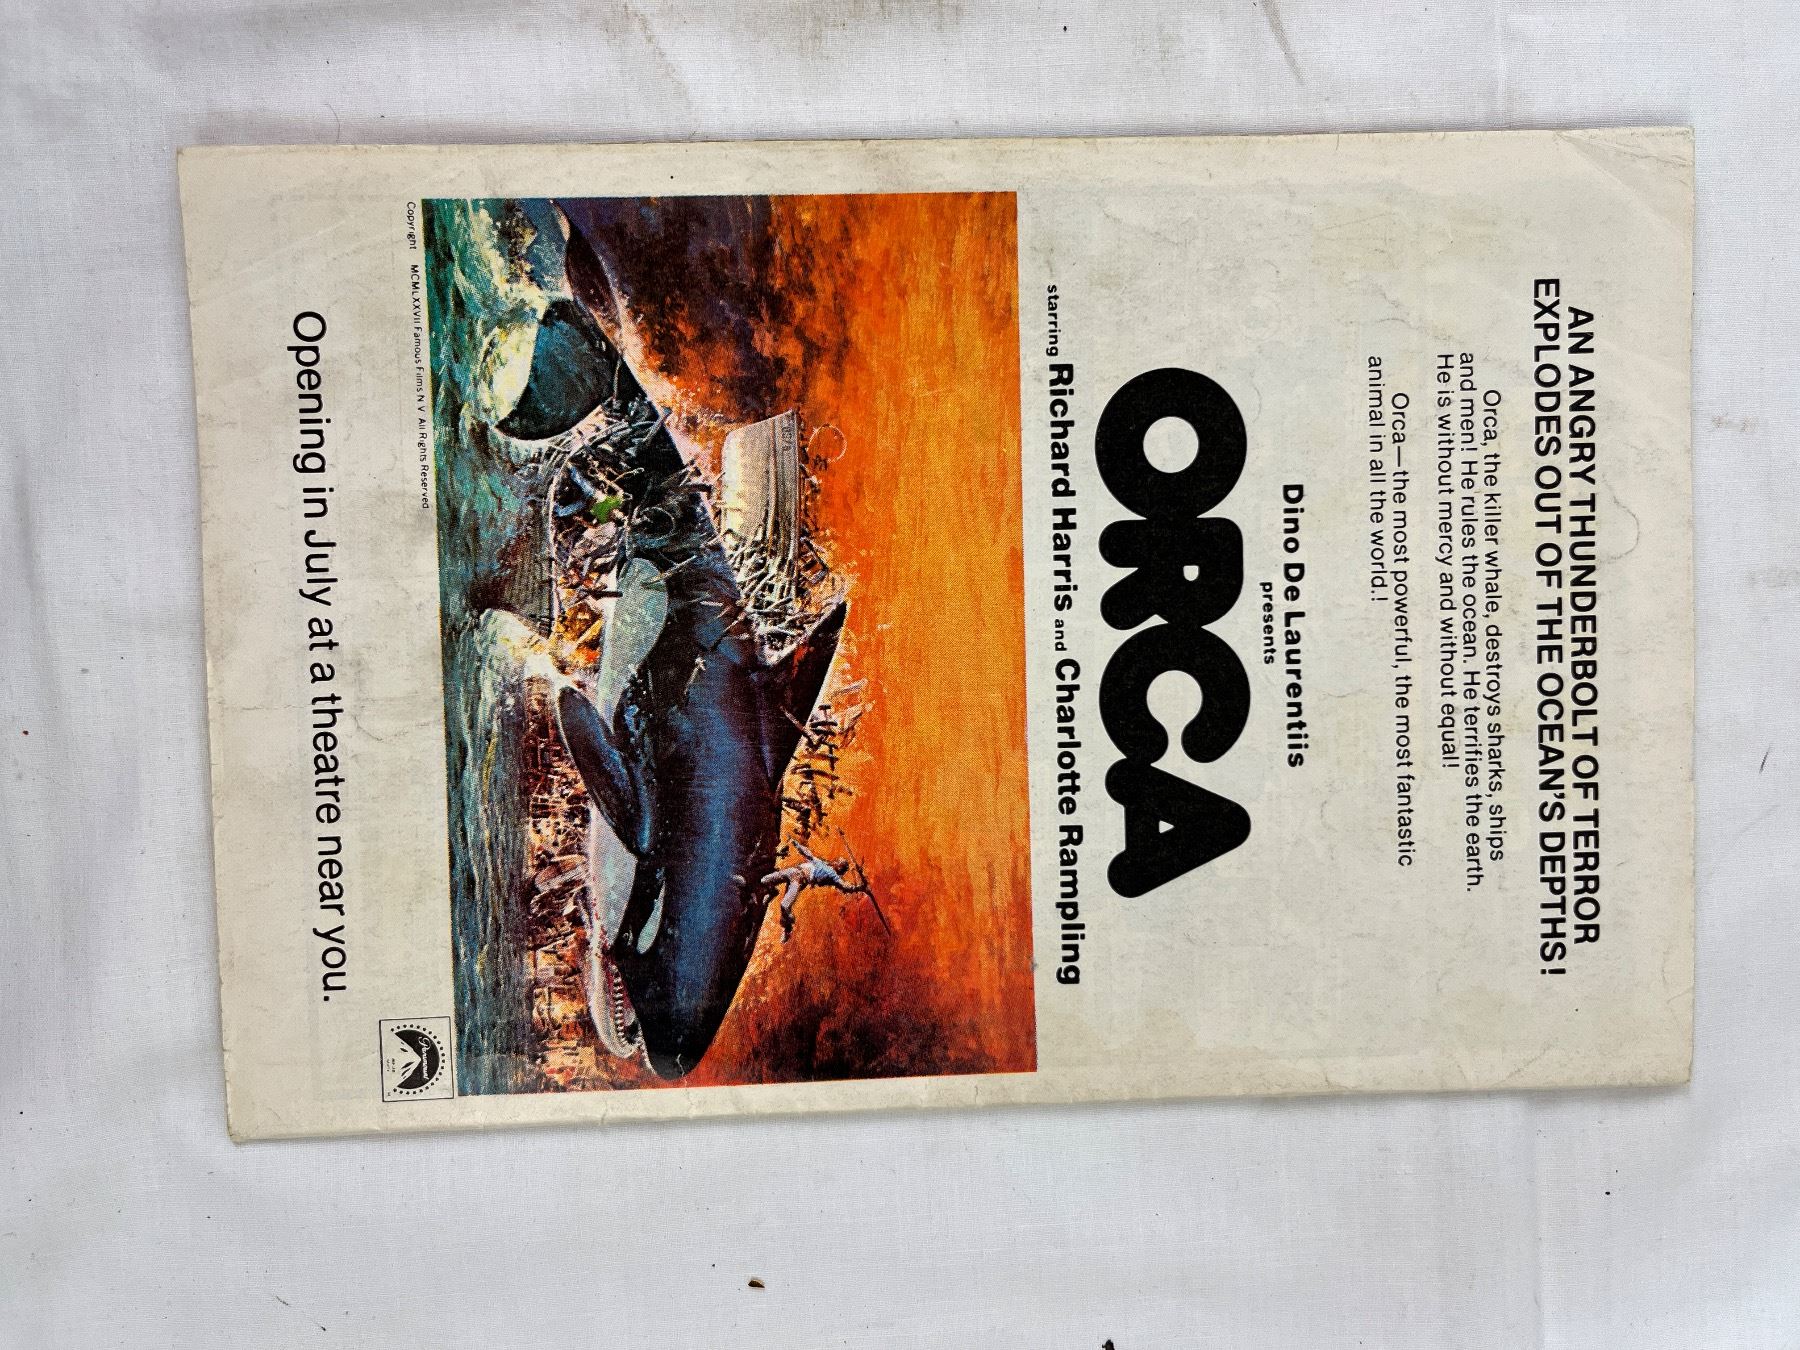 AN ANGRY THUNDERBOLT OF TERROR
EXPLODES OUT OF THE OCEAN'S DEPTHS!
Orca, the killer whale, destroys sharks, ships
and men! He rules the ocean. He terrifies the earth.
He is without mercy and without equal!
Orca—the most powerful, the most fantastic
animal in all the world.!
Dino De Laurentiis
presents
ORCA
starring Richard Harris and Charlotte Rampling
Copyright MCMLXXVII Famous Films N V All Rights Reserved
Opening in July at a theatre near you.
Paramount